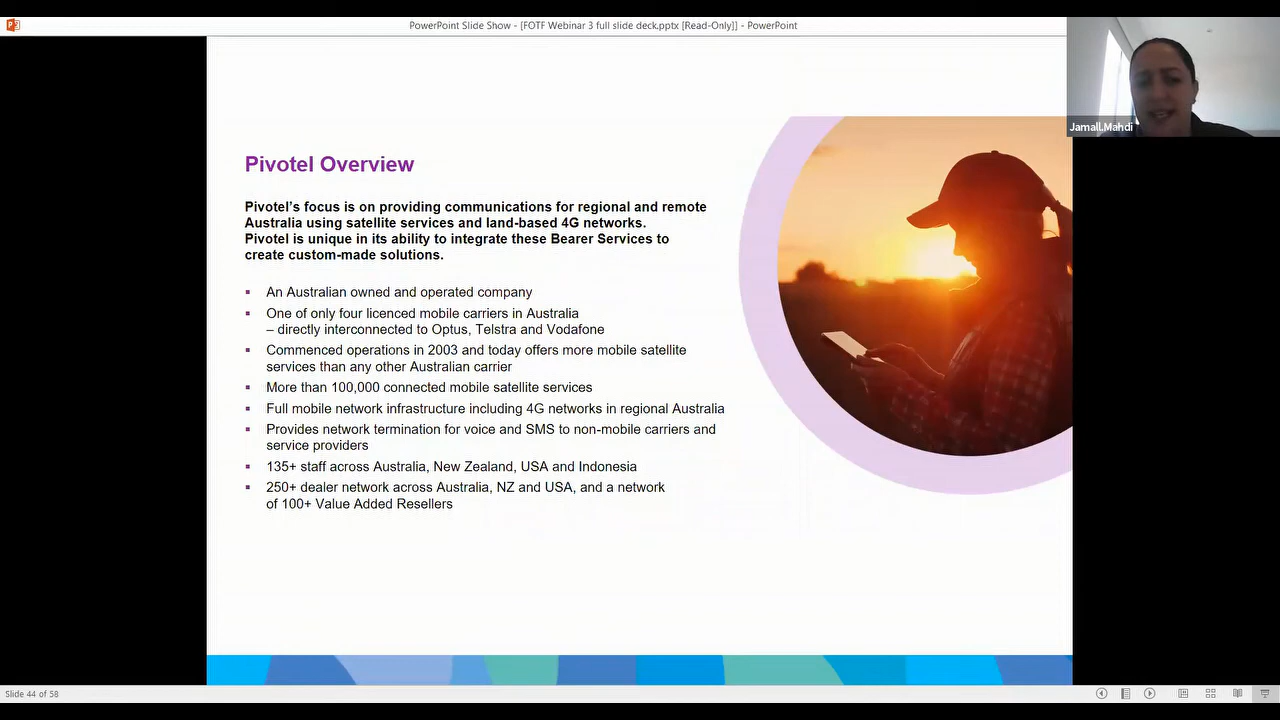 PowerPoint Slide Show - [FOTF Webinar 3 full slide deck.pptx [Read-Only]] - PowerPoint
Jamall.Mahdi
Pivotel Overview
Pivotel's focus is on providing communications for regional and remote
Australia using satellite services and land-based 4G networks.
Pivotel is unique in its ability to integrate these Bearer Services to
create custom-made solutions.
▪ An Australian owned and operated company
▪ One of only four licenced mobile carriers in Australia
– directly interconnected to Optus, Telstra and Vodafone
▪ Commenced operations in 2003 and today offers more mobile satellite
services than any other Australian carrier
▪ More than 100,000 connected mobile satellite services
▪ Full mobile network infrastructure including 4G networks in regional Australia
▪ Provides network termination for voice and SMS to non-mobile carriers and
service providers
▪ 135+ staff across Australia, New Zealand, USA and Indonesia
▪ 250+ dealer network across Australia, NZ and USA, and a network
of 100+ Value Added Resellers
Slide 44 of 58